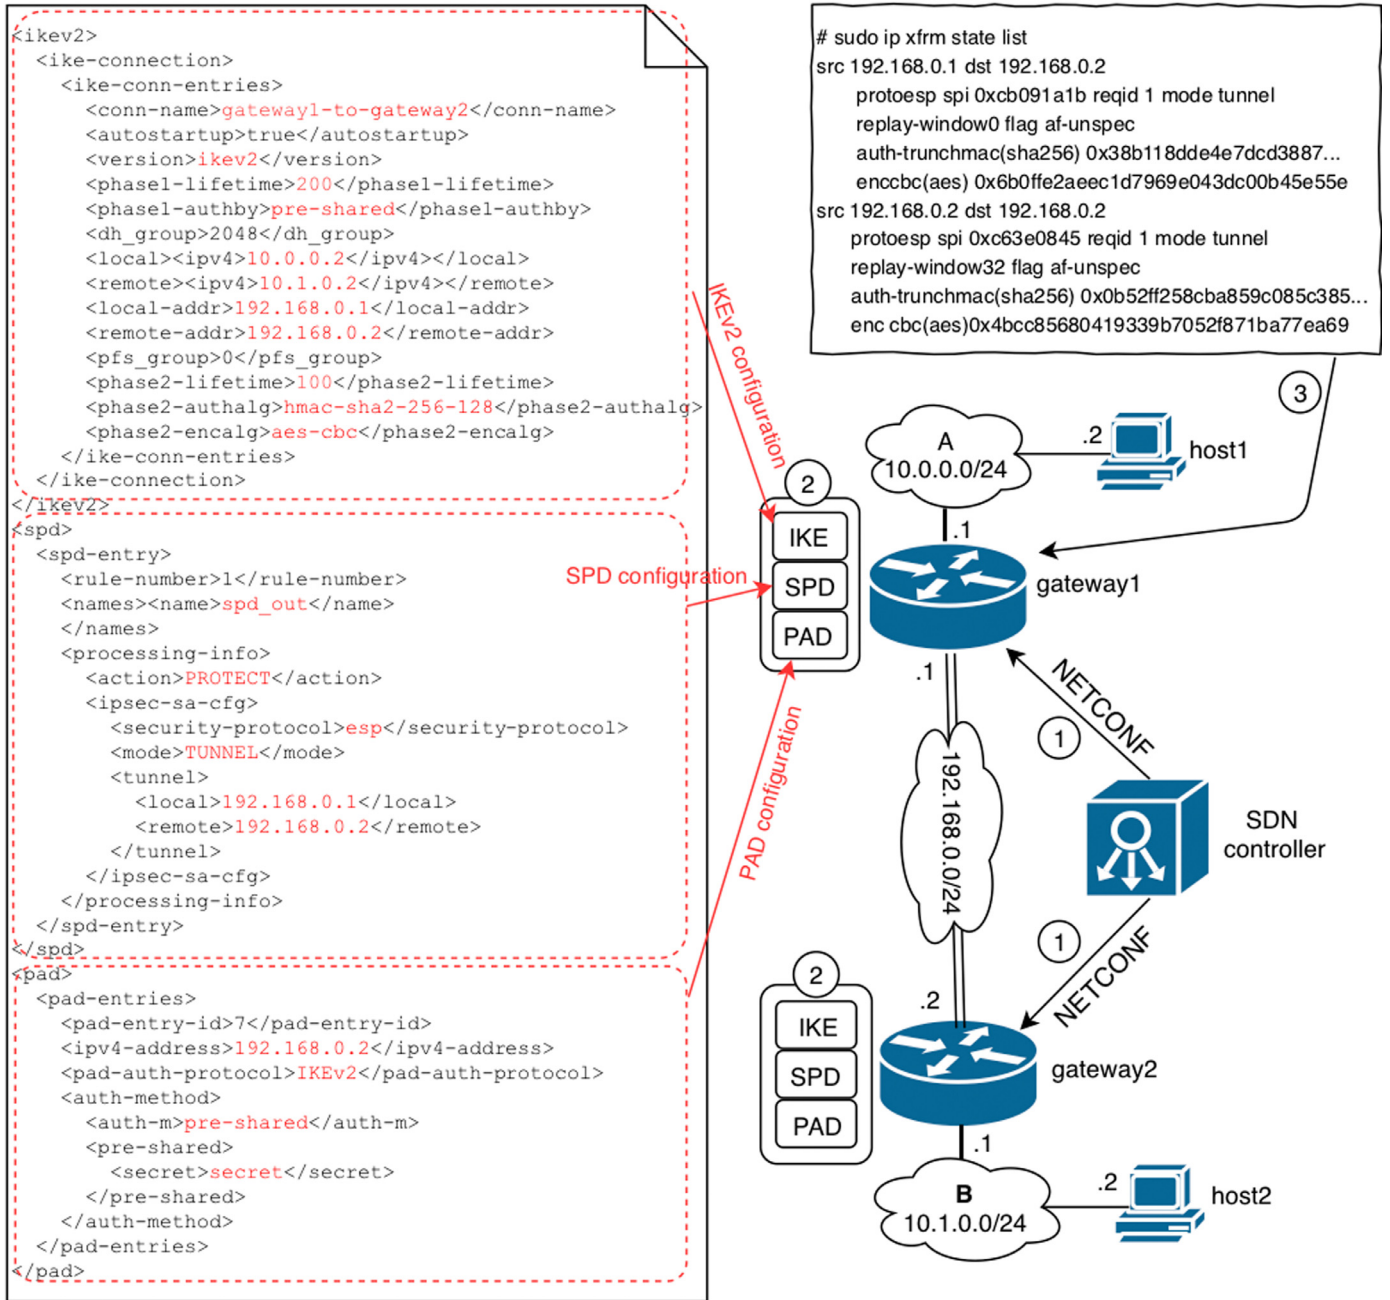 <ikev2>
<ike-connection>
<ike-conn-entries>
<conn-name>gateway1-to-gateway2</conn-name>
<autostartup>true</autostartup>
<version>ikev2</version>
<phase1-lifetime>200</phase1-lifetime>
<phase1-authby>pre-shared</phase1-authby>
<dh_group>2048</dh_group>
<local><ipv4>10.0.0.2</ipv4></local>
<remote><ipv4>10.1.0.2</ipv4></remote>
<local-addr>192.168.0.1</local-addr>
<remote-addr>192.168.0.2</remote-addr>
<pfs_group>0</pfs_group>
<phase2-lifetime>100</phase2-lifetime>
<phase2-authalg>hmac-sha2-256-128</phase2-authalg>
<phase2-encalg>aes-cbc</phase2-encalg>
</ike-conn-entries>
</ike-connection>
</ikev2>
<spd>
<spd-entry>
<rule-number>1</rule-number>
<names><name>spd_out</name>
</names>
<processing-info>
<action>PROTECT</action>
<ipsec-sa-cfg>
<security-protocol>esp</security-protocol>
<mode>TUNNEL</mode>
<tunnel>
<local>192.168.0.1</local>
<remote>192.168.0.2</remote>
</tunnel>
</ipsec-sa-cfg>
</processing-info>
</spd-entry>
</spd>
<pad>
<pad-entries>
<pad-entry-id>7</pad-entry-id>
<ipv4-address>192.168.0.2</ipv4-address>
<pad-auth-protocol>IKEv2</pad-auth-protocol>
<auth-method>
<auth-m>pre-shared</auth-m>
<pre-shared>
<secret>secret</secret>
</pre-shared>
</auth-method>
</pad-entries>
</pad>
IKEv2 configuration
SPD configuration
PAD configuration
# sudo ip xfrm state list
src 192.168.0.1 dst 192.168.0.2
protoesp spi 0xcb091a1b reqid 1 mode tunnel
replay-window0 flag af-unspec
auth-trunchmac(sha256) 0x38b118dde4e7dcd3887...
enccbc(aes) 0x6b0ffe2aeec1d7969e043dc00b45e55e
src 192.168.0.2 dst 192.168.0.2
protoesp spi 0xc63e0845 reqid 1 mode tunnel
replay-window32 flag af-unspec
auth-trunchmac(sha256) 0x0b52ff258cba859c085c385...
enc cbc(aes)0x4bcc85680419339b7052f871ba77ea69
3
A
10.0.0.0/24
.2
host1
.1
2
IKE
SPD
PAD
gateway1
.1
NETCONF
1
192.168.0.0/24
SDN
controller
1
NETCONF
2
IKE
SPD
PAD
.2
gateway2
.1
B
10.1.0.0/24
.2
host2